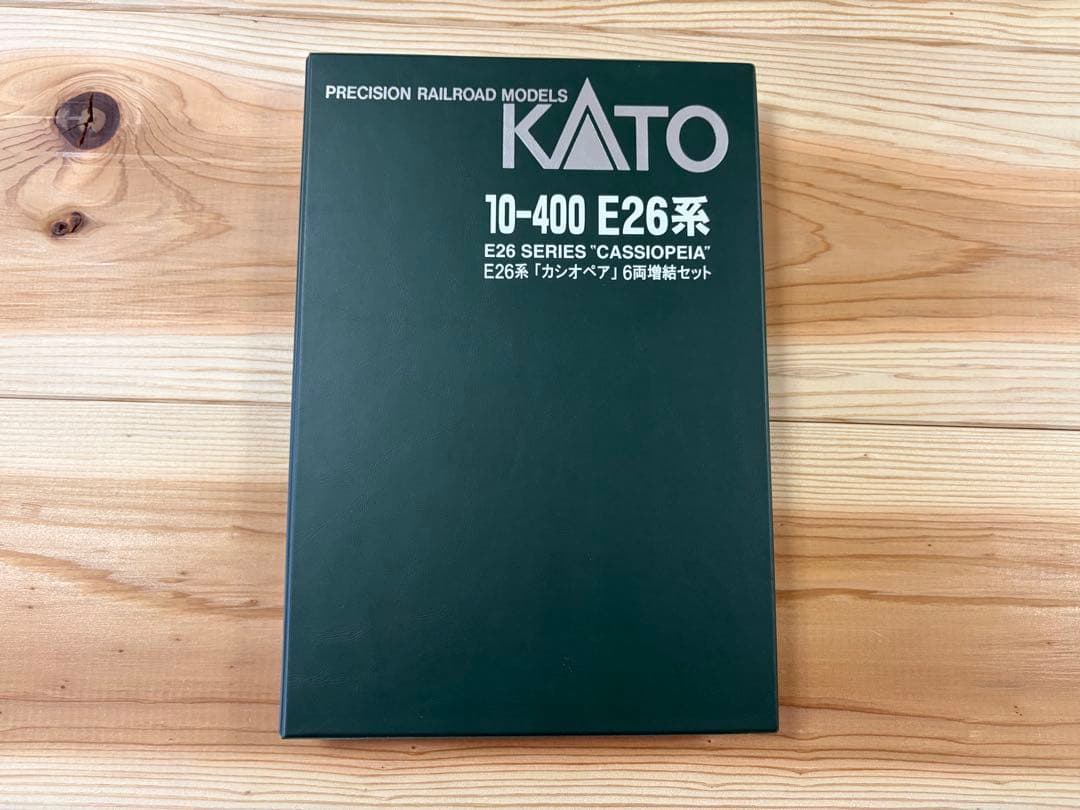 PRECISION RAILROAD MODELS
KATO
10-400 E26系
E26 SERIES "CASSIOPEIA"
E26系「カシオペア」6両増結セット